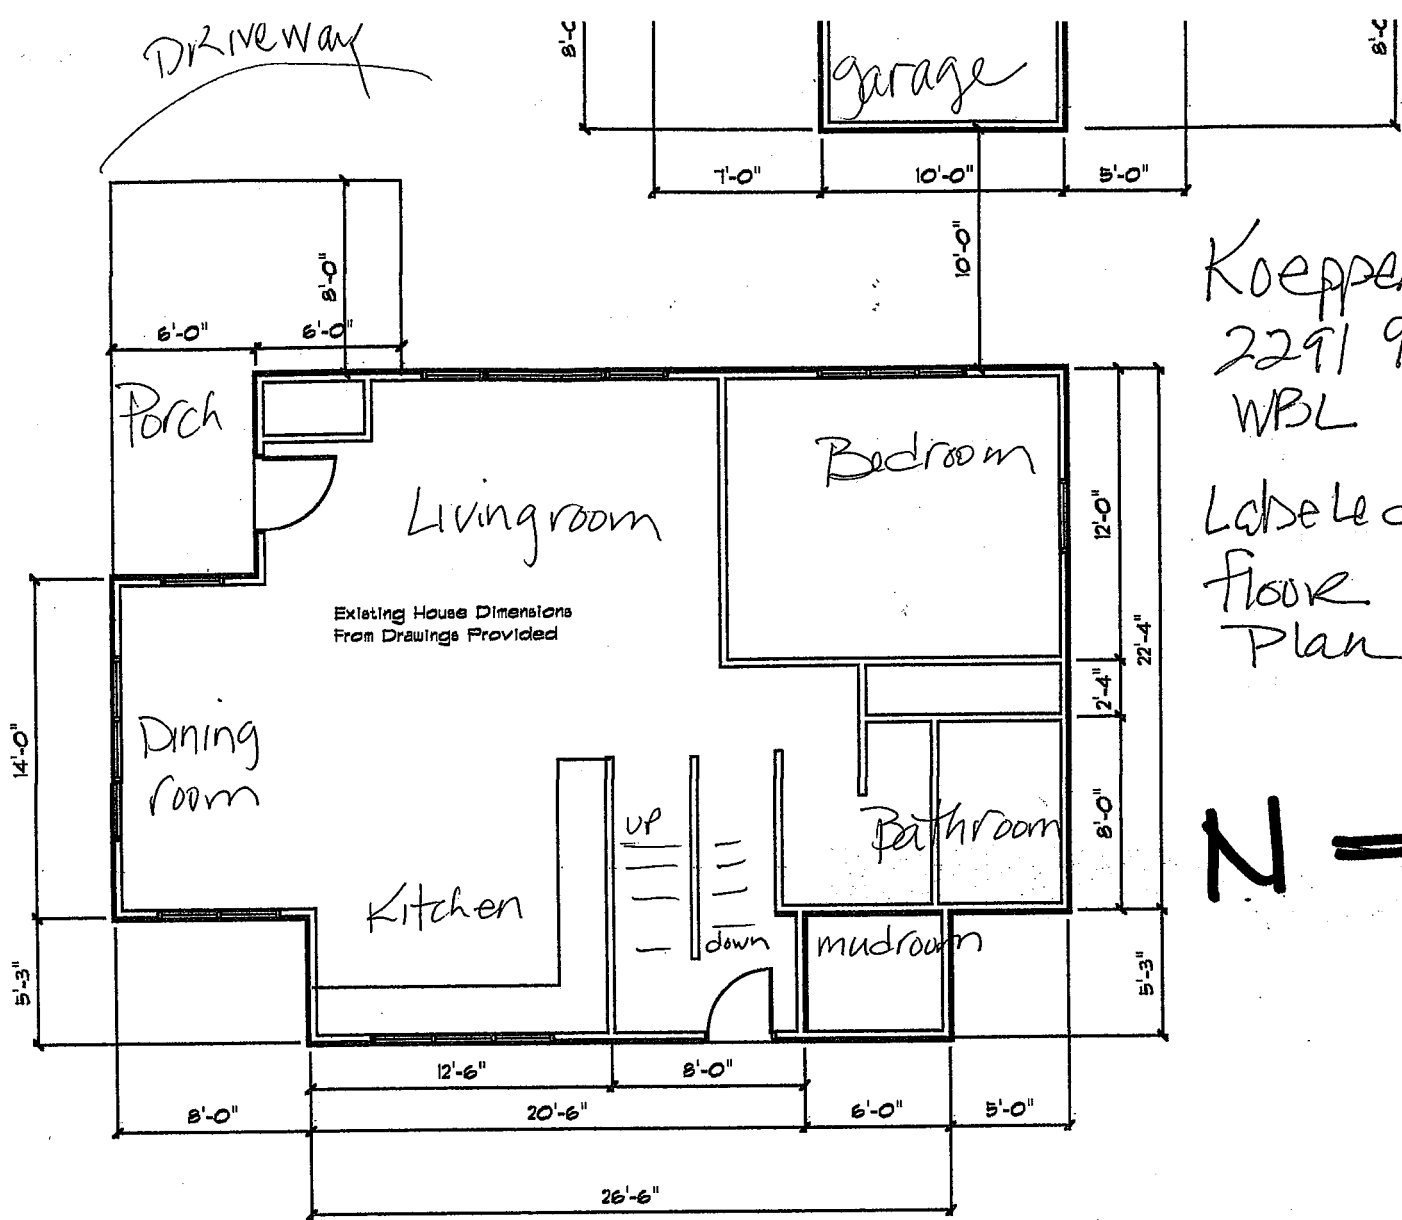 Driveway
8'-0
garage
8'-0
7'-0"
10'-0"
5'-0"
10'-0"
8'-0"
6'-0"
6'-0"
Koeppe
2291 9
WBL
Labeled
floor
Plan
Porch
Livingroom
Bedroom
12'-0"
22'-4"
2'-4"
8'-0"
Existing House Dimensions
From Drawings Provided
14'-0"
Dining
room
UP
Bathroom
N
Kitchen
down
mudroom
5'-3"
5'-3"
12'-6"
8'-0"
8'-0"
20'-6"
6'-0"
5'-0"
26'-6"